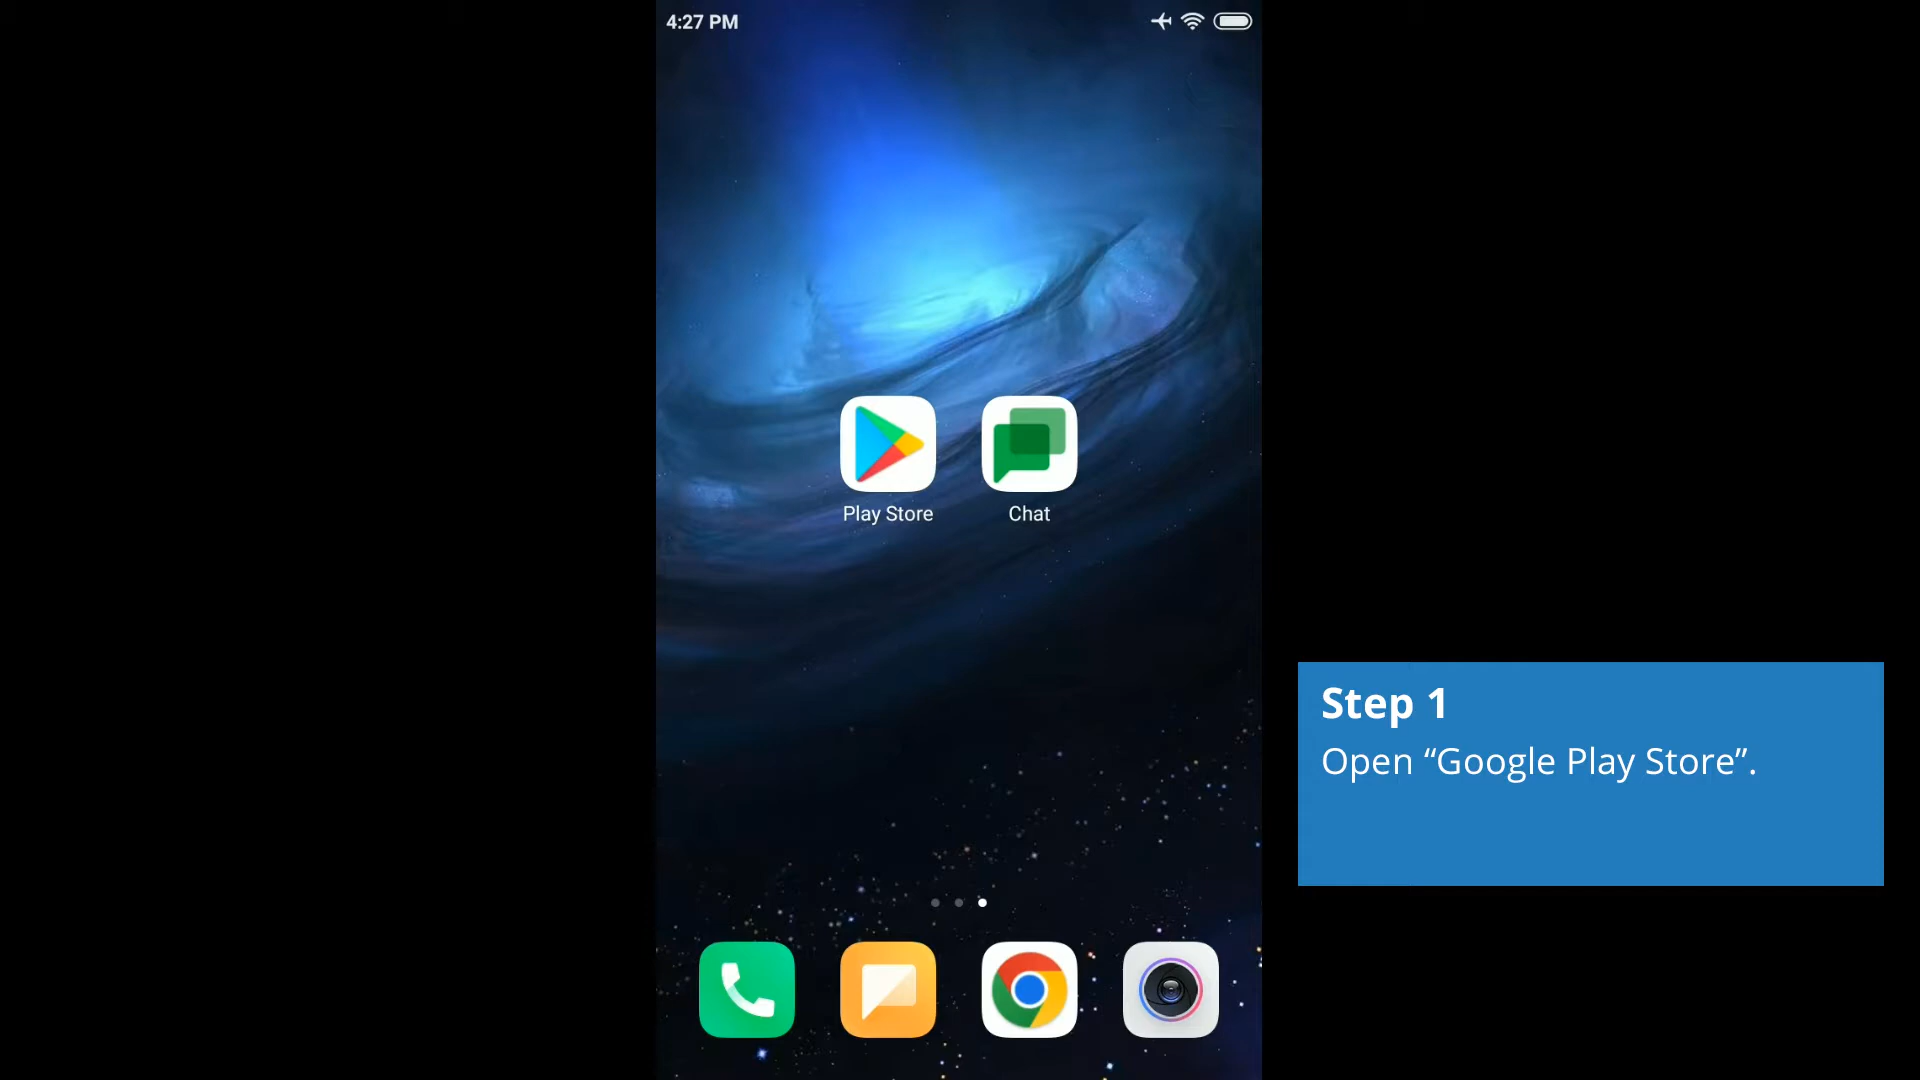 4:27 PM
Play Store
Chat
Step 1
Open “Google Play Store”.